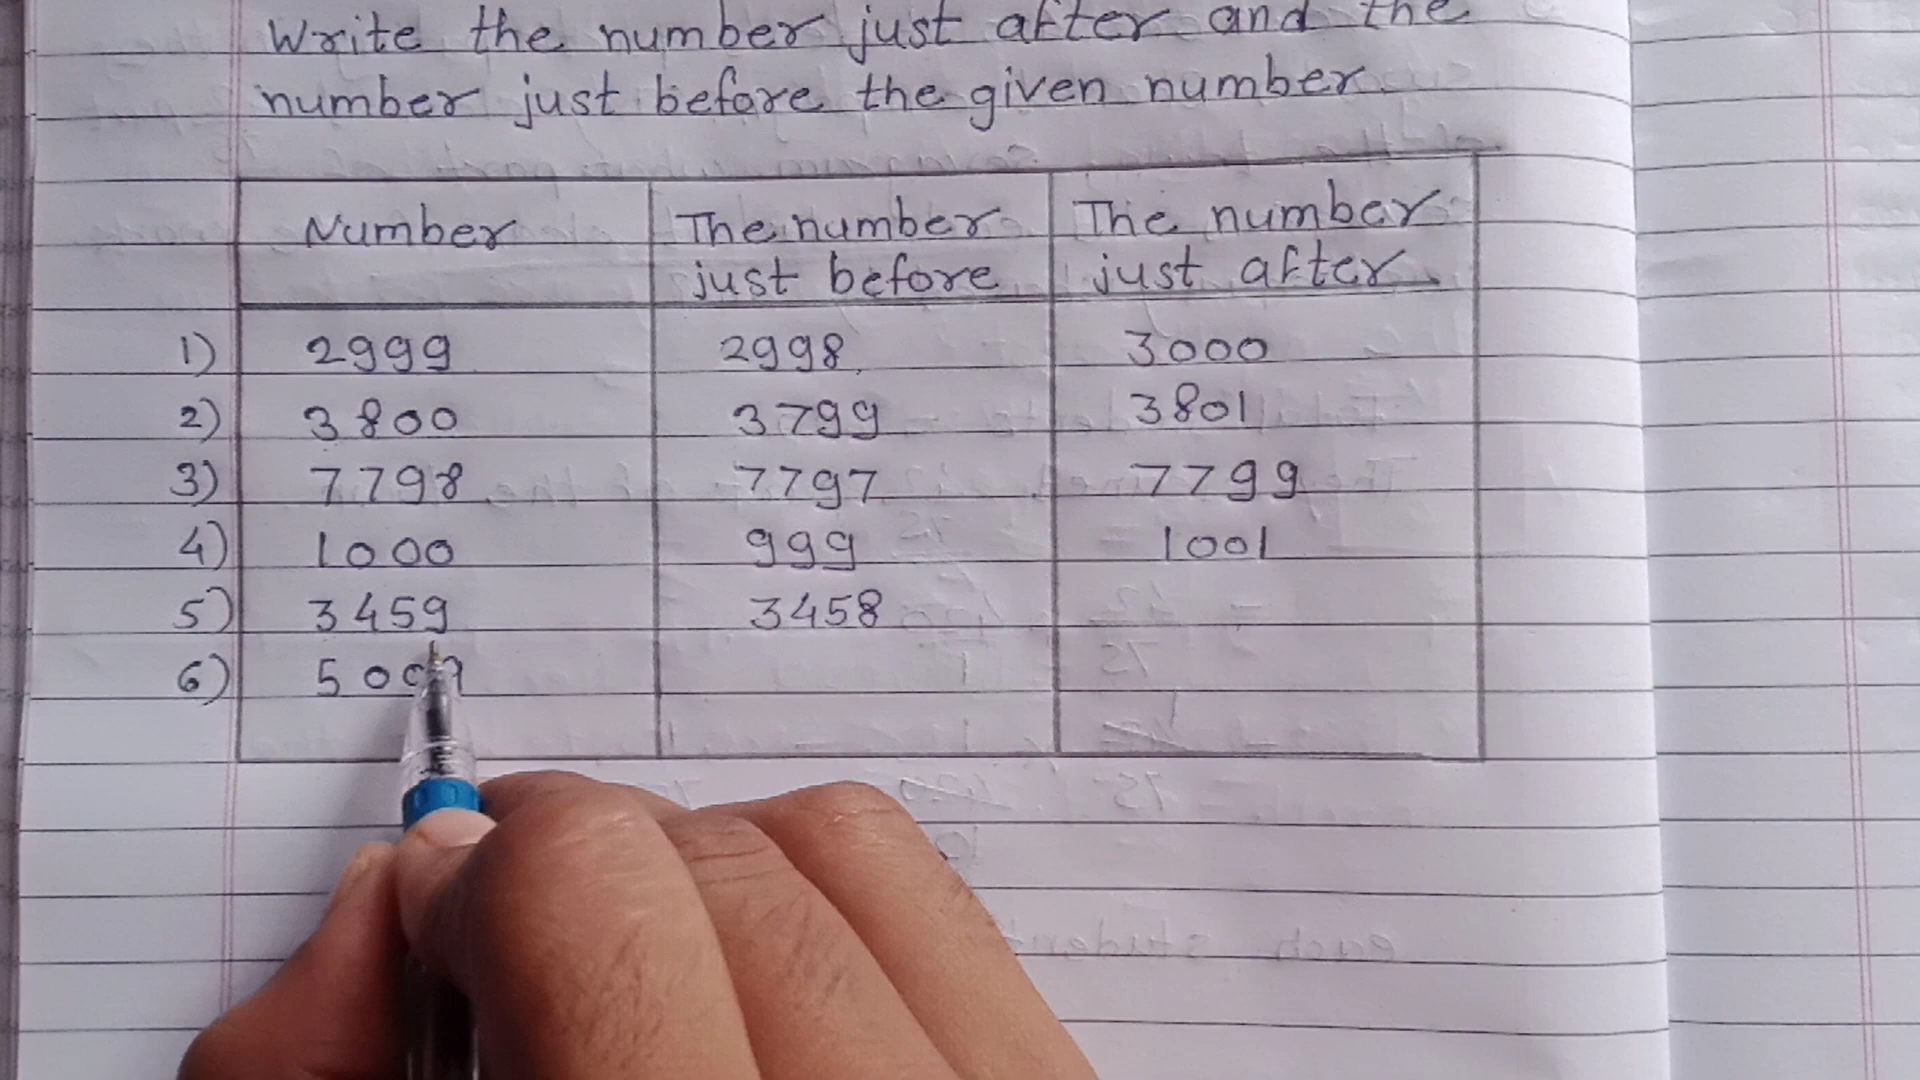 Write the number just after and the
number just before the given number.
Number The number just before The number just after
1) 2999 2998 3000
2) 3800 3799 3801
3) 7798 7797 7799
4) 1000 999 1001
5) 3459 3458
6)